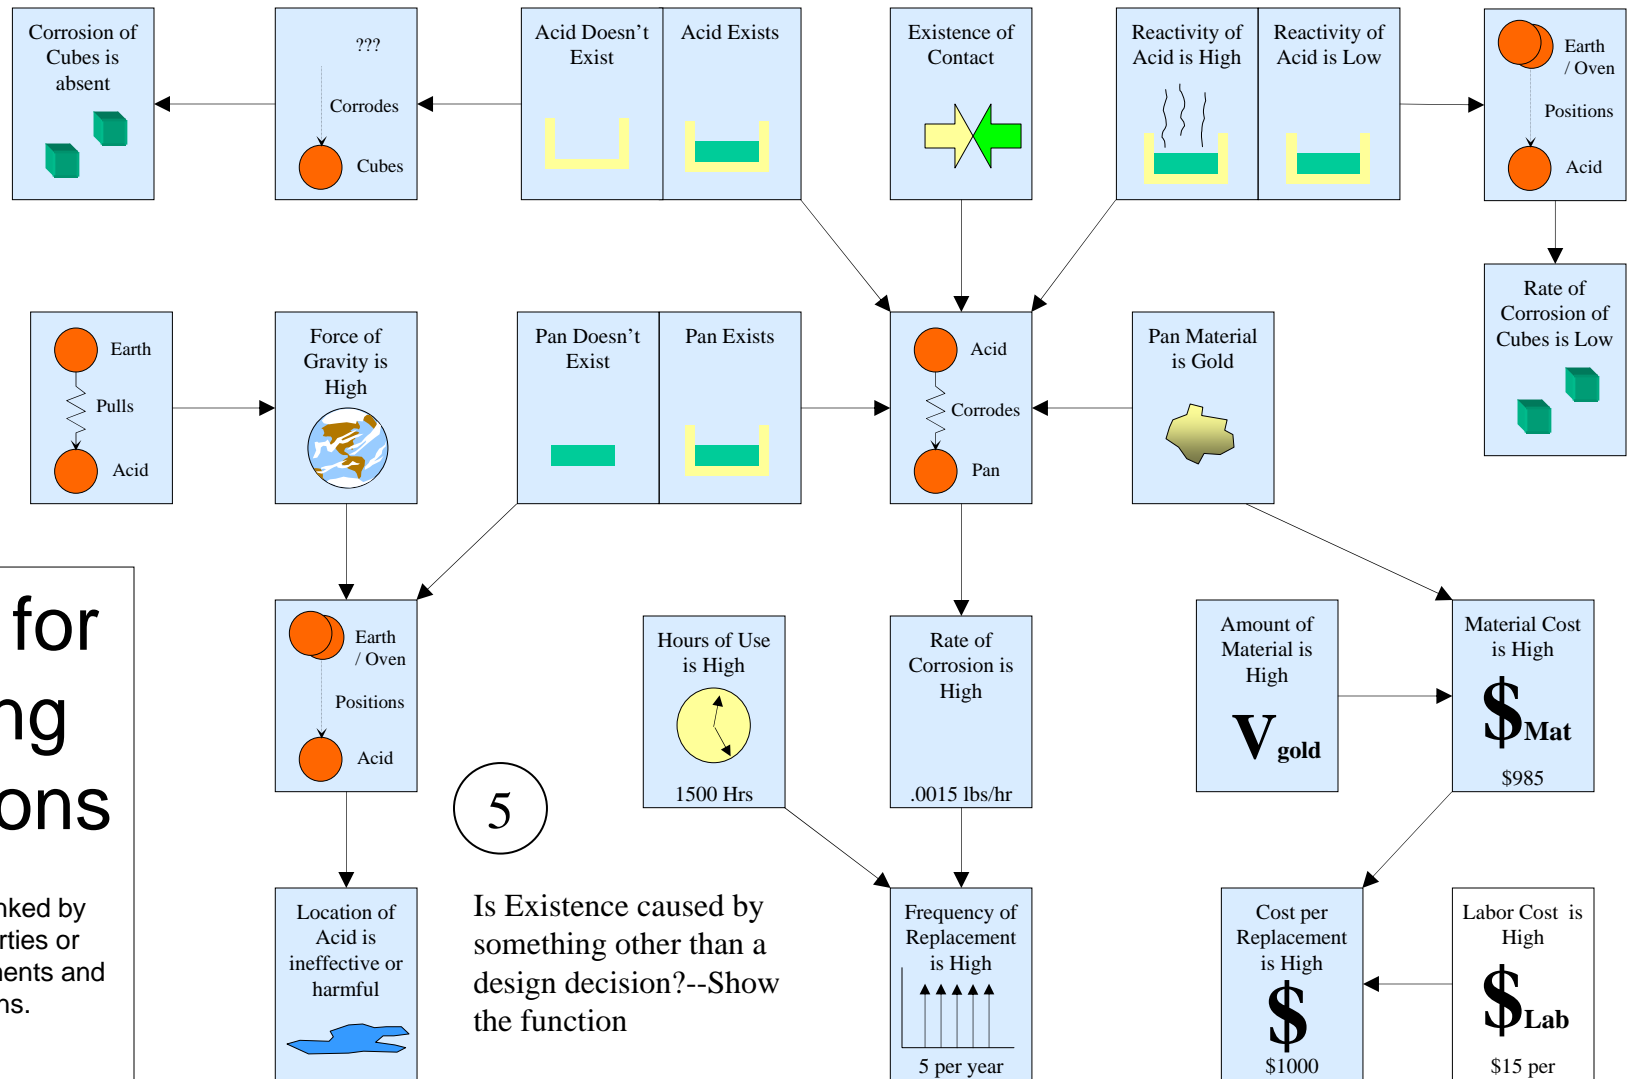 Corrosion of
Cubes is
absent
???
Corrodes
Cubes
Acid Doesn't
Exist
Acid Exists
Existence of
Contact
Reactivity of
Acid is High
Reactivity of
Acid is Low
Earth
/ Oven
Positions
Acid
Rate of
Corrosion of
Cubes is Low
Earth
Pulls
Acid
Force of
Gravity is
High
Pan Doesn't
Exist
Pan Exists
Acid
Corrodes
Pan
Pan Material
is Gold
for
ng
ons
nked by
rties or
nents and
ns.
Earth
/ Oven
Positions
Acid
Hours of Use
is High
1500 Hrs
Rate of
Corrosion is
High
.0015 lbs/hr
Amount of
Material is
High
V gold
Material Cost
is High
$Mat
$985
5
Is Existence caused by
something other than a
design decision?--Show
the function
Location of
Acid is
ineffective or
harmful
Frequency of
Replacement
is High
5 per year
Cost per
Replacement
is High
$
$1000
Labor Cost is
High
$Lab
$15 per